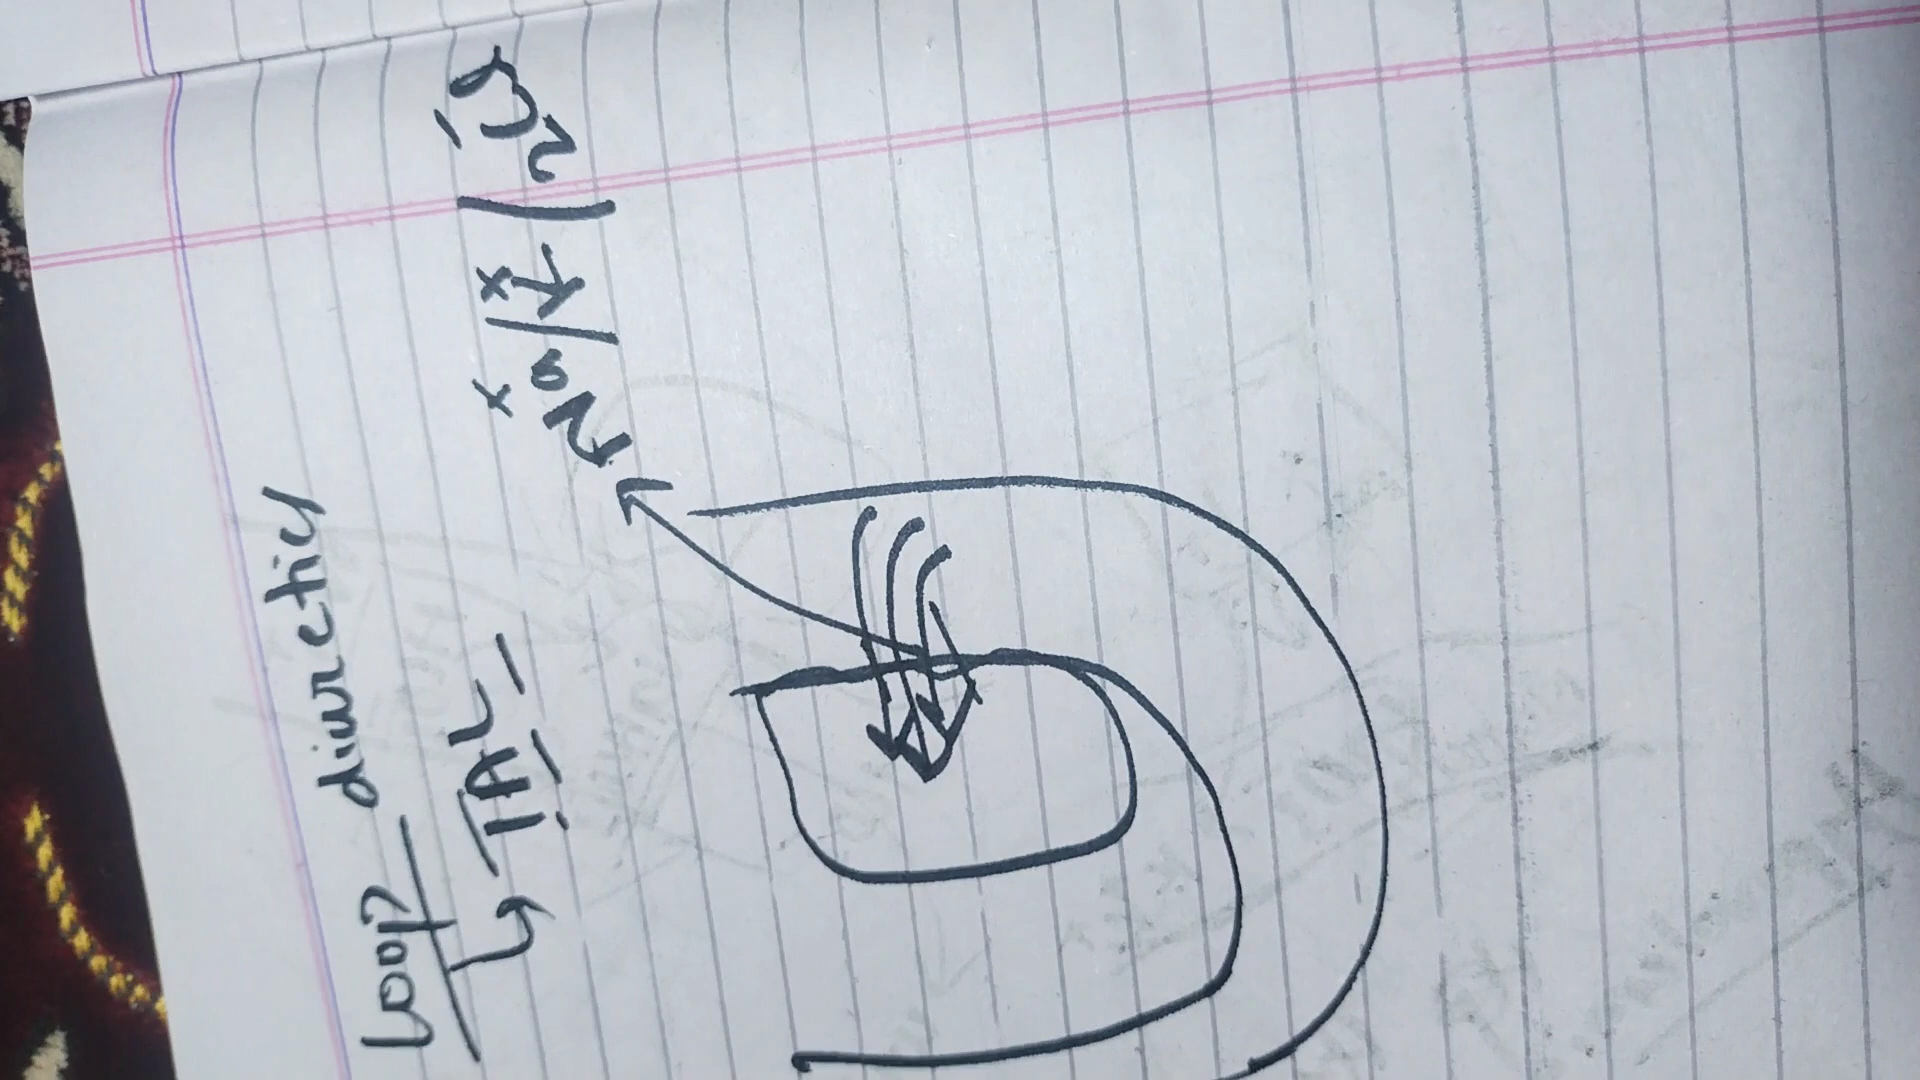 Loop diuretics
↳ TAL
Na⁺/K⁺/2Cl⁻